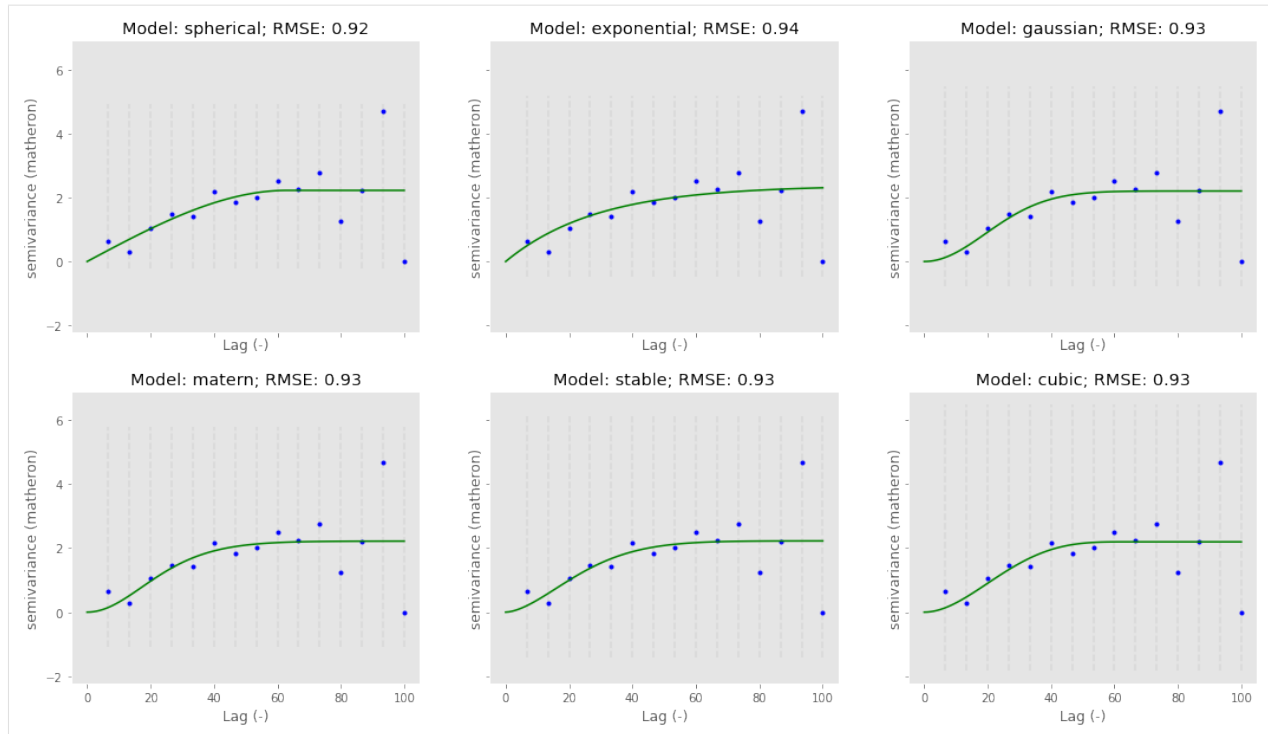 Model: spherical; RMSE: 0.92
Model: exponential; RMSE: 0.94
Model: gaussian; RMSE: 0.93
semivariance (matheron)
6
4
2
0
−2
Lag (-)
semivariance (matheron)
Lag (-)
semivariance (matheron)
Lag (-)
Model: matern; RMSE: 0.93
Model: stable; RMSE: 0.93
Model: cubic; RMSE: 0.93
semivariance (matheron)
6
4
2
0
−2
0 20 40 60 80 100
Lag (-)
semivariance (matheron)
0 20 40 60 80 100
Lag (-)
semivariance (matheron)
0 20 40 60 80 100
Lag (-)